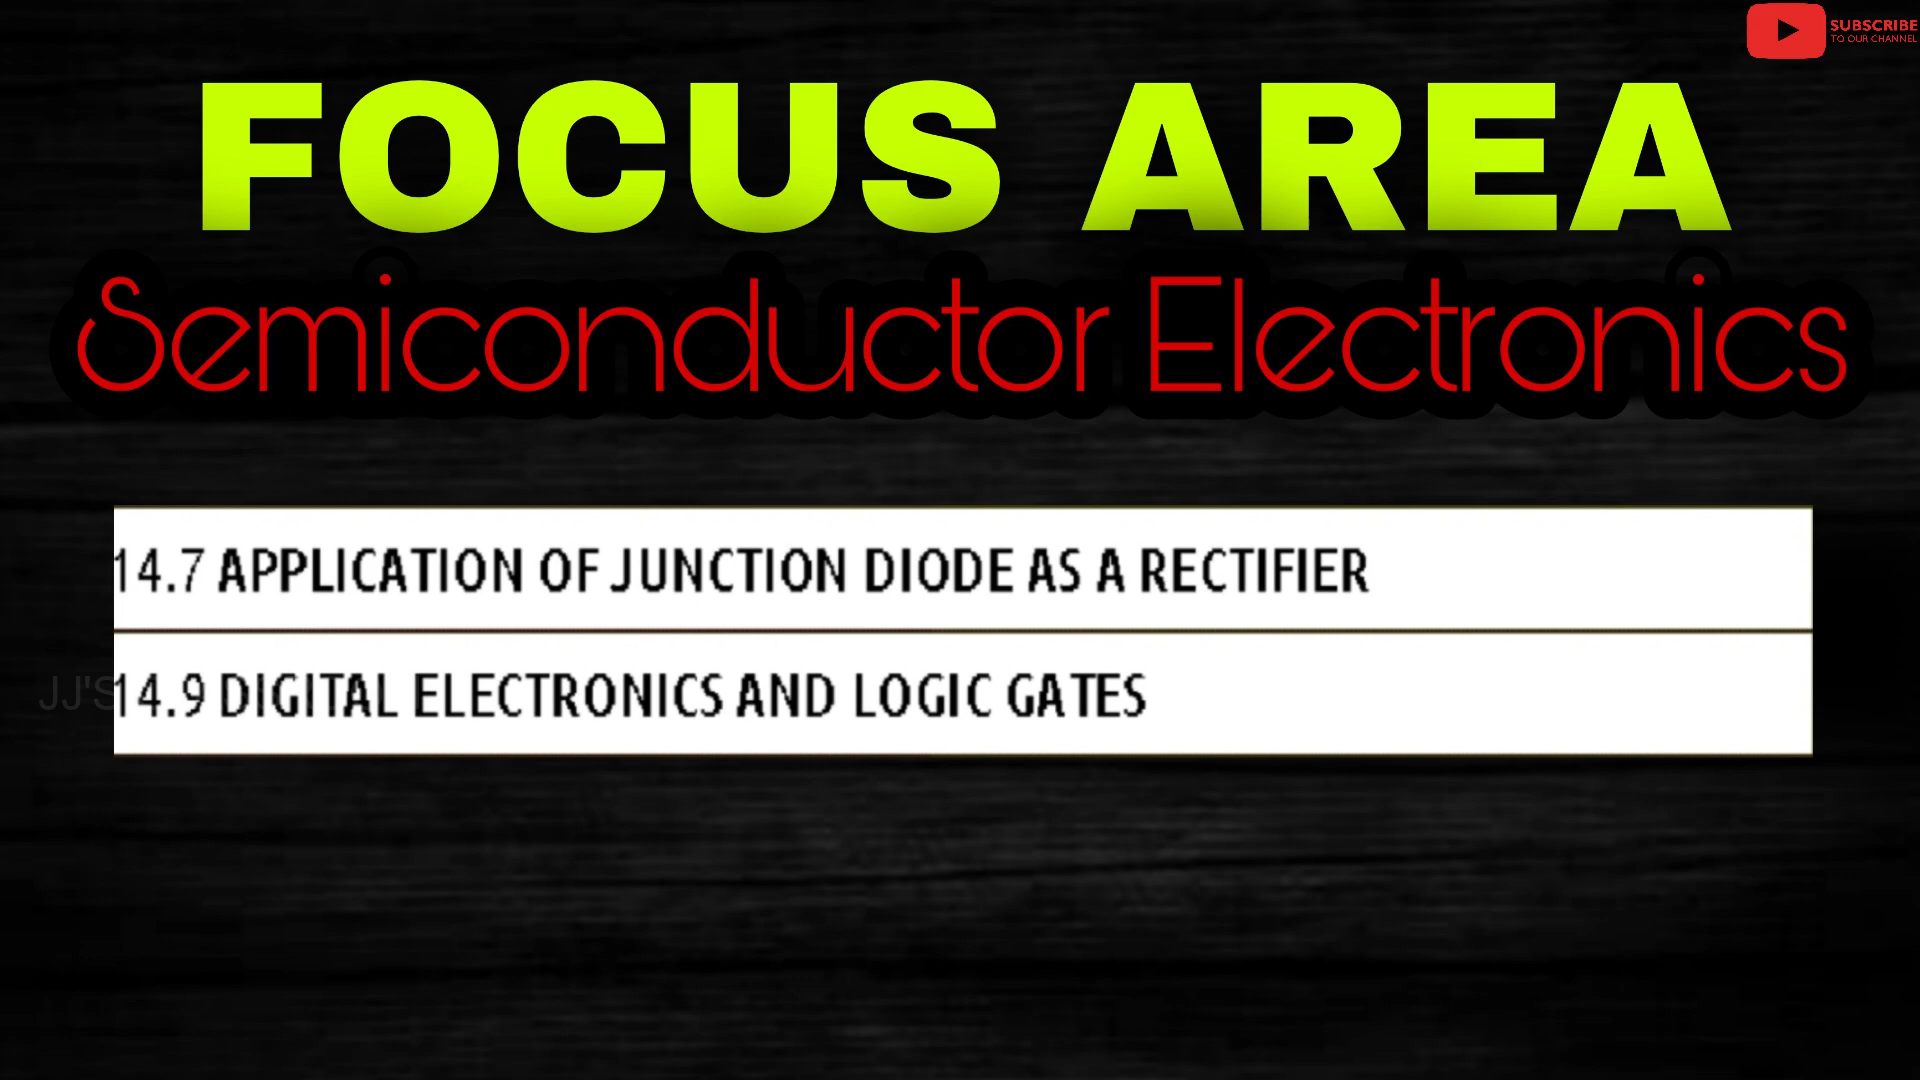 SUBSCRIBE
TO OUR CHANNEL
FOCUS AREA
Semiconductor Electronics
14.7 APPLICATION OF JUNCTION DIODE AS A RECTIFIER
14.9 DIGITAL ELECTRONICS AND LOGIC GATES
JJ'S